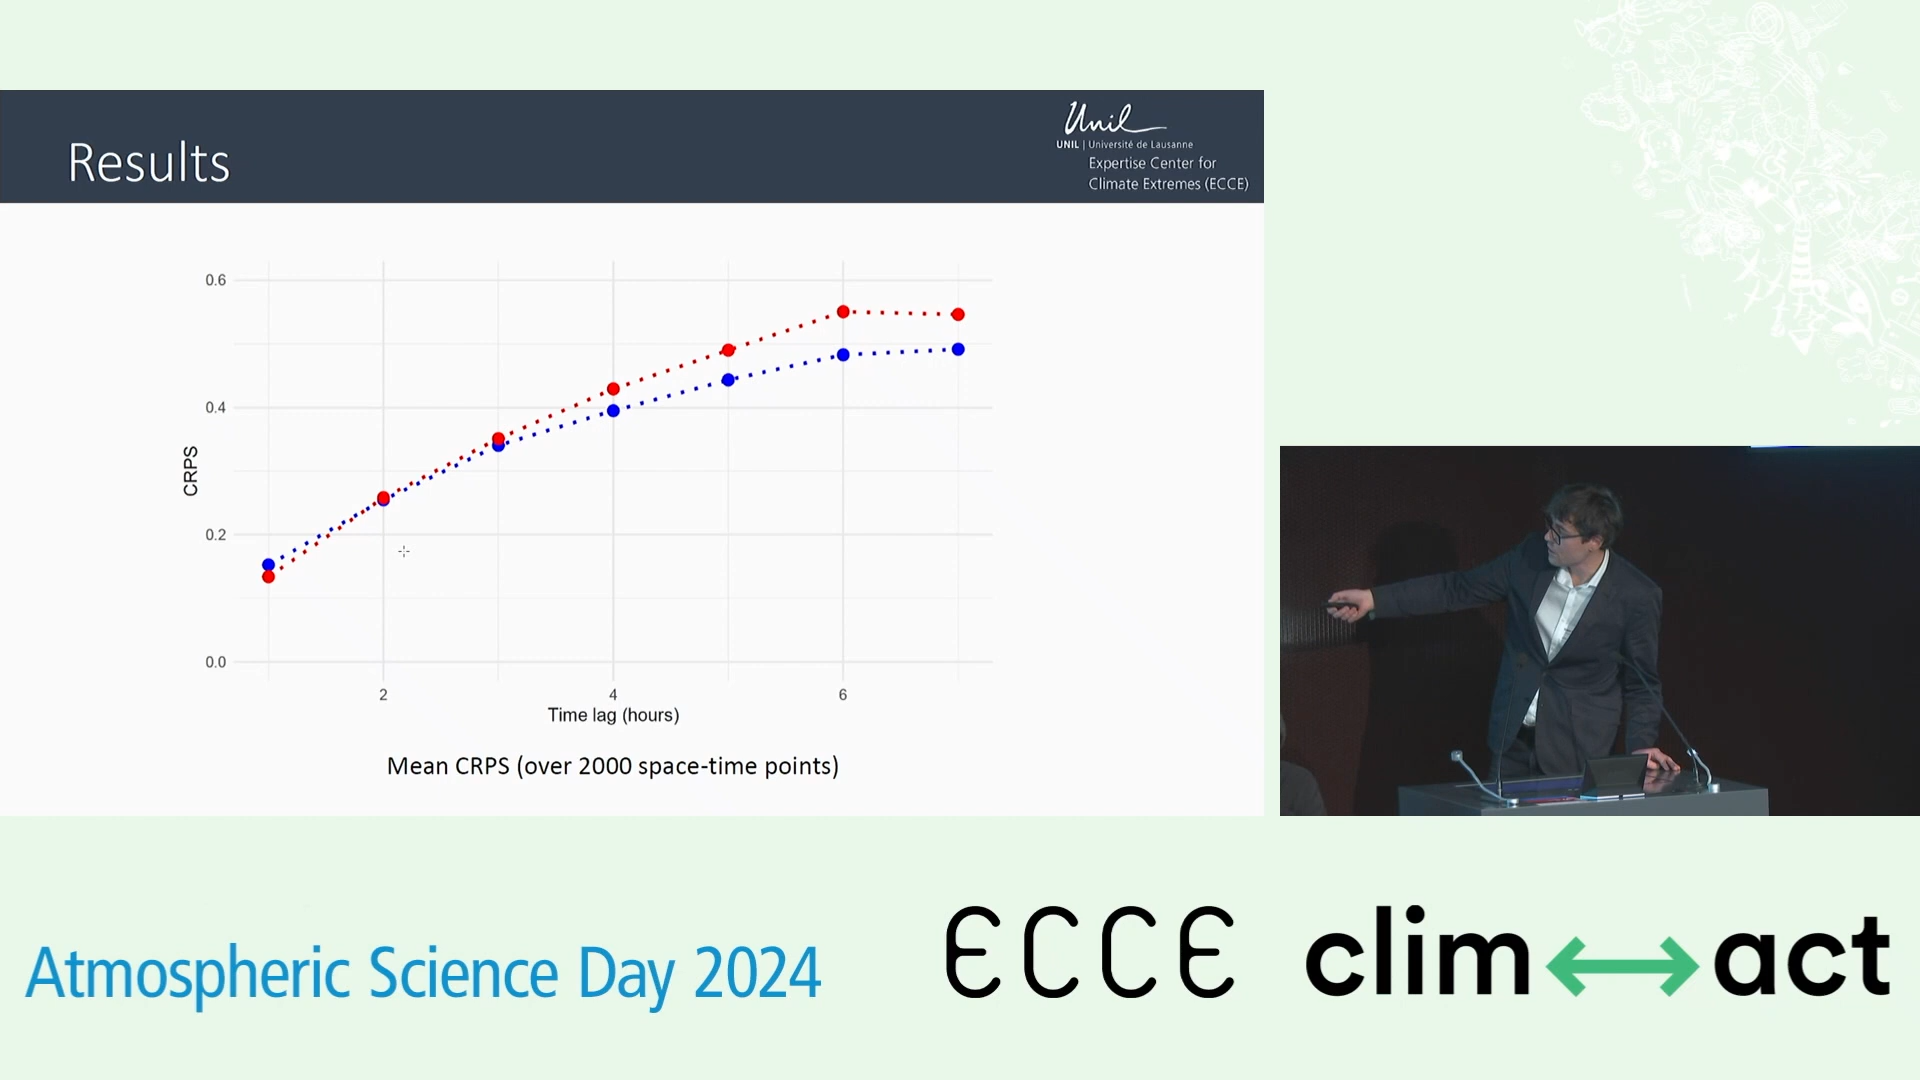 Results
Unil
UNIL | Université de Lausanne
Expertise Center for
Climate Extremes (ECCE)
0.6
0.4
0.2
0.0
CRPS
2
4
6
Time lag (hours)
Mean CRPS (over 2000 space-time points)
Atmospheric Science Day 2024
ECCE
clim act